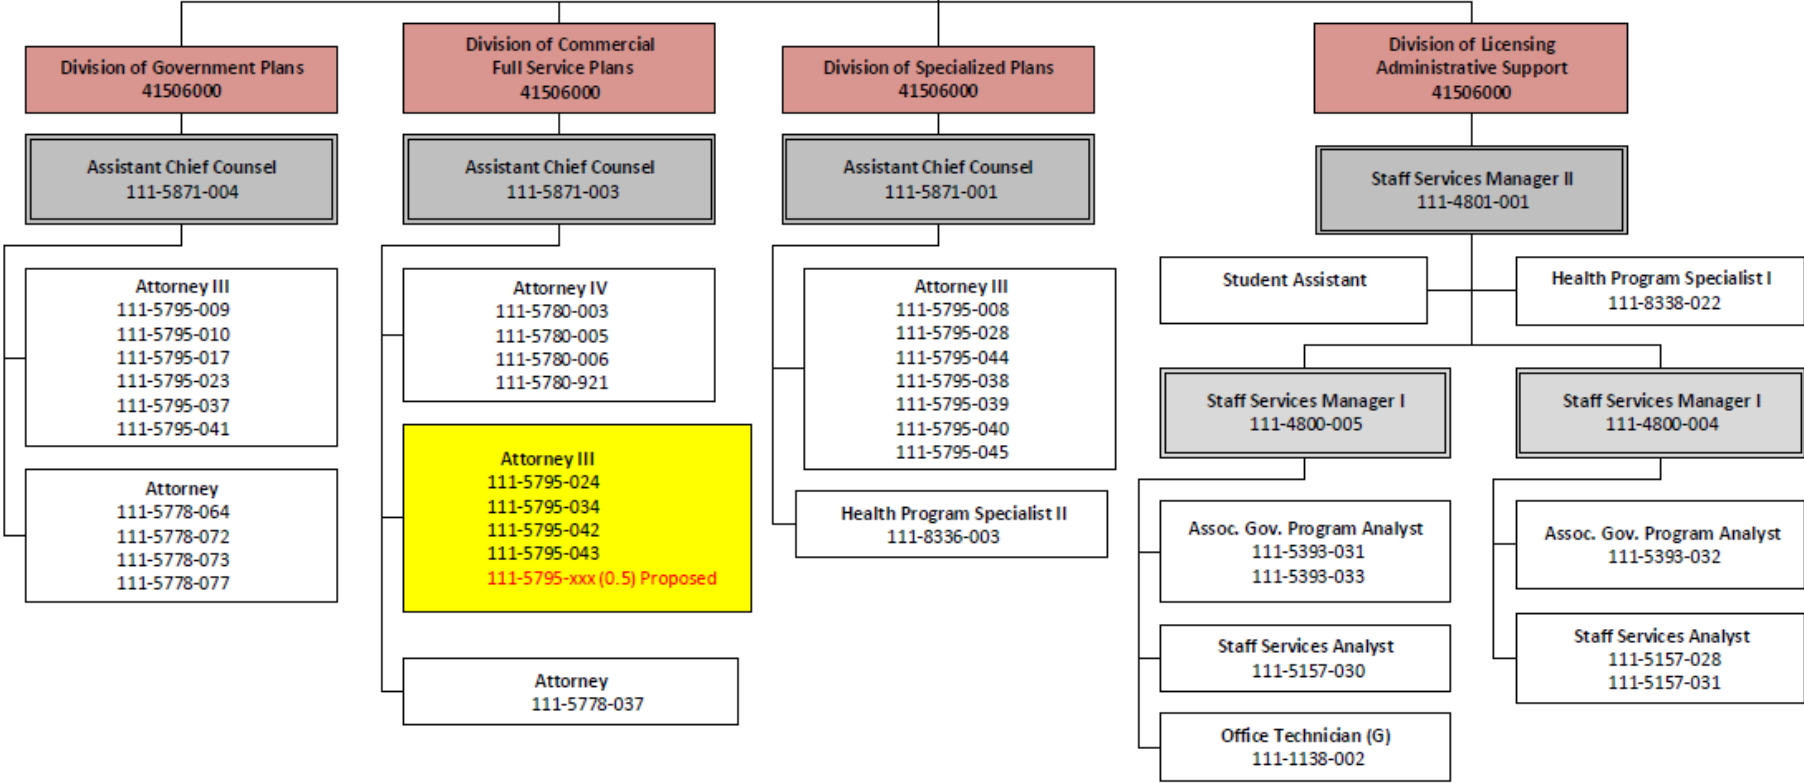 Division of Government Plans
41506000
Assistant Chief Counsel
111-5871-004
Attorney III
111-5795-009
111-5795-010
111-5795-017
111-5795-023
111-5795-037
111-5795-041
Attorney
111-5778-064
111-5778-072
111-5778-073
111-5778-077
Division of Commercial
Full Service Plans
41506000
Assistant Chief Counsel
111-5871-003
Attorney IV
111-5780-003
111-5780-005
111-5780-006
111-5780-921
Attorney III
111-5795-024
111-5795-034
111-5795-042
111-5795-043
111-5795-xxx (0.5) Proposed
Attorney
111-5778-037
Division of Specialized Plans
41506000
Assistant Chief Counsel
111-5871-001
Attorney III
111-5795-008
111-5795-028
111-5795-044
111-5795-038
111-5795-039
111-5795-040
111-5795-045
Health Program Specialist II
111-8336-003
Division of Licensing
Administrative Support
41506000
Staff Services Manager II
111-4801-001
Student Assistant
Health Program Specialist I
111-8338-022
Staff Services Manager I
111-4800-005
Assoc. Gov. Program Analyst
111-5393-031
111-5393-033
Staff Services Analyst
111-5157-030
Office Technician (G)
111-1138-002
Staff Services Manager I
111-4800-004
Assoc. Gov. Program Analyst
111-5393-032
Staff Services Analyst
111-5157-028
111-5157-031